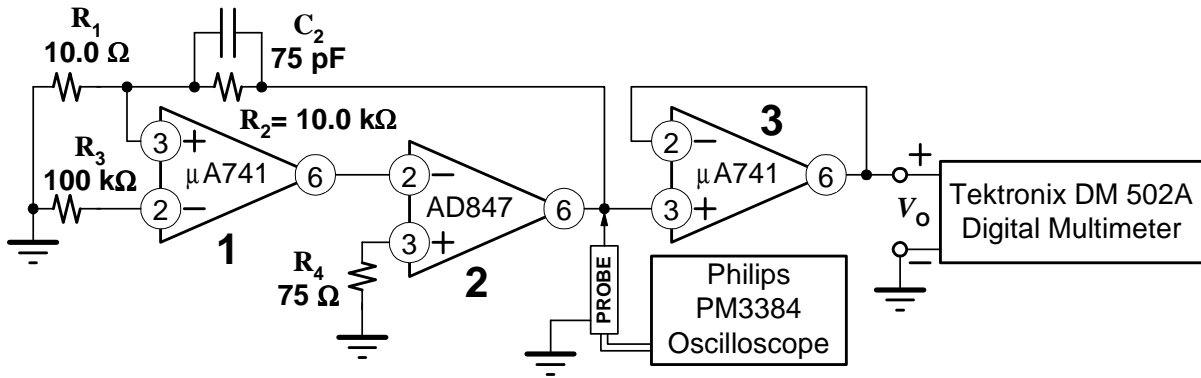 R1
10.0 Ω
C2
75 pF
R2= 10.0 kΩ
R3
100 kΩ
3
+
μA741
6
2
−
1
2
−
AD847
6
3
+
2
R4
75 Ω
3
2
−
μA741
6
3
+
PROBE
Philips
PM3384
Oscilloscope
+
VO
−
Tektronix DM 502A
Digital Multimeter